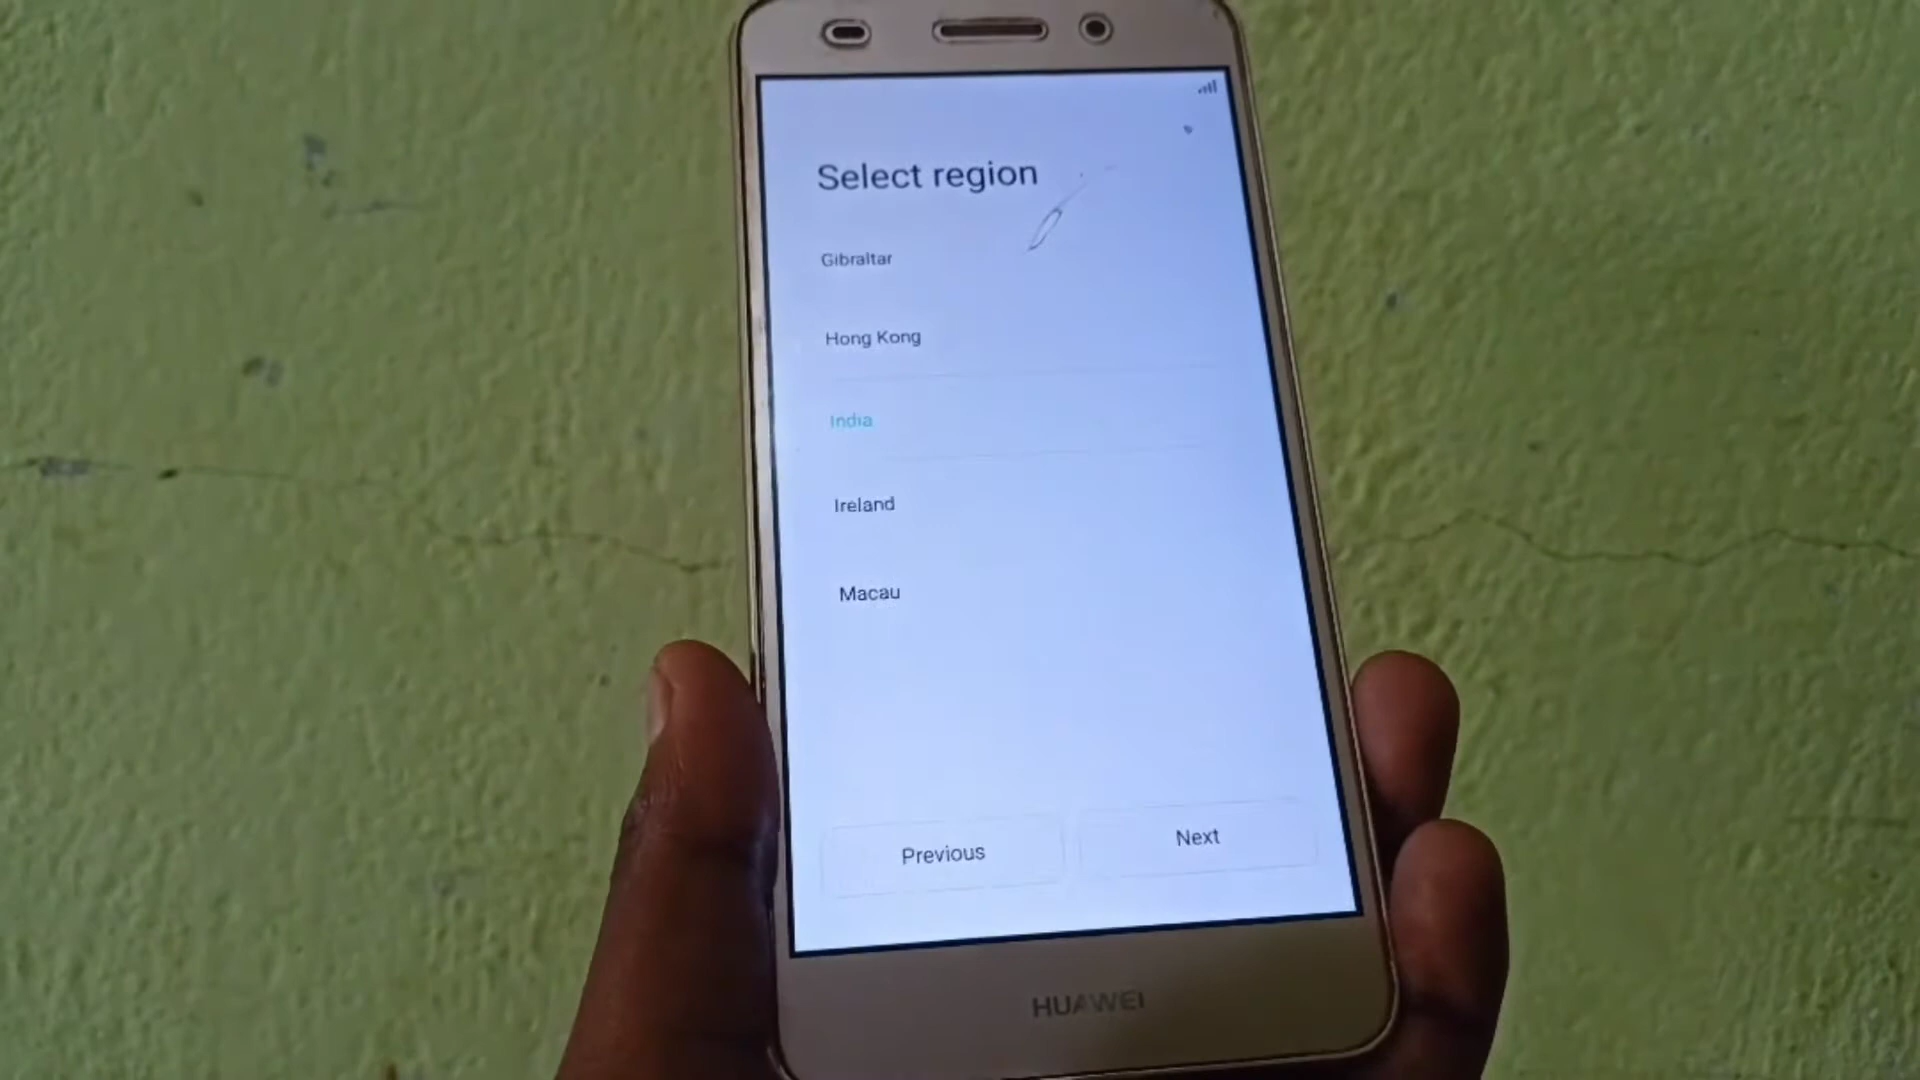 Select region
Gibraltar
Hong Kong
India
Ireland
Macau
Previous
Next
HUAWEI